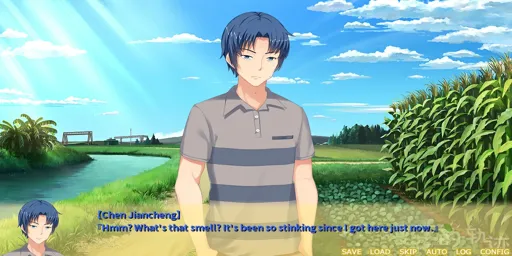 【Chen Jiancheng】
『Hmm? What's that smell? It's been so stinking since I got here just now.』
SAVE LOAD SKIP AUTO LOG CONFIG